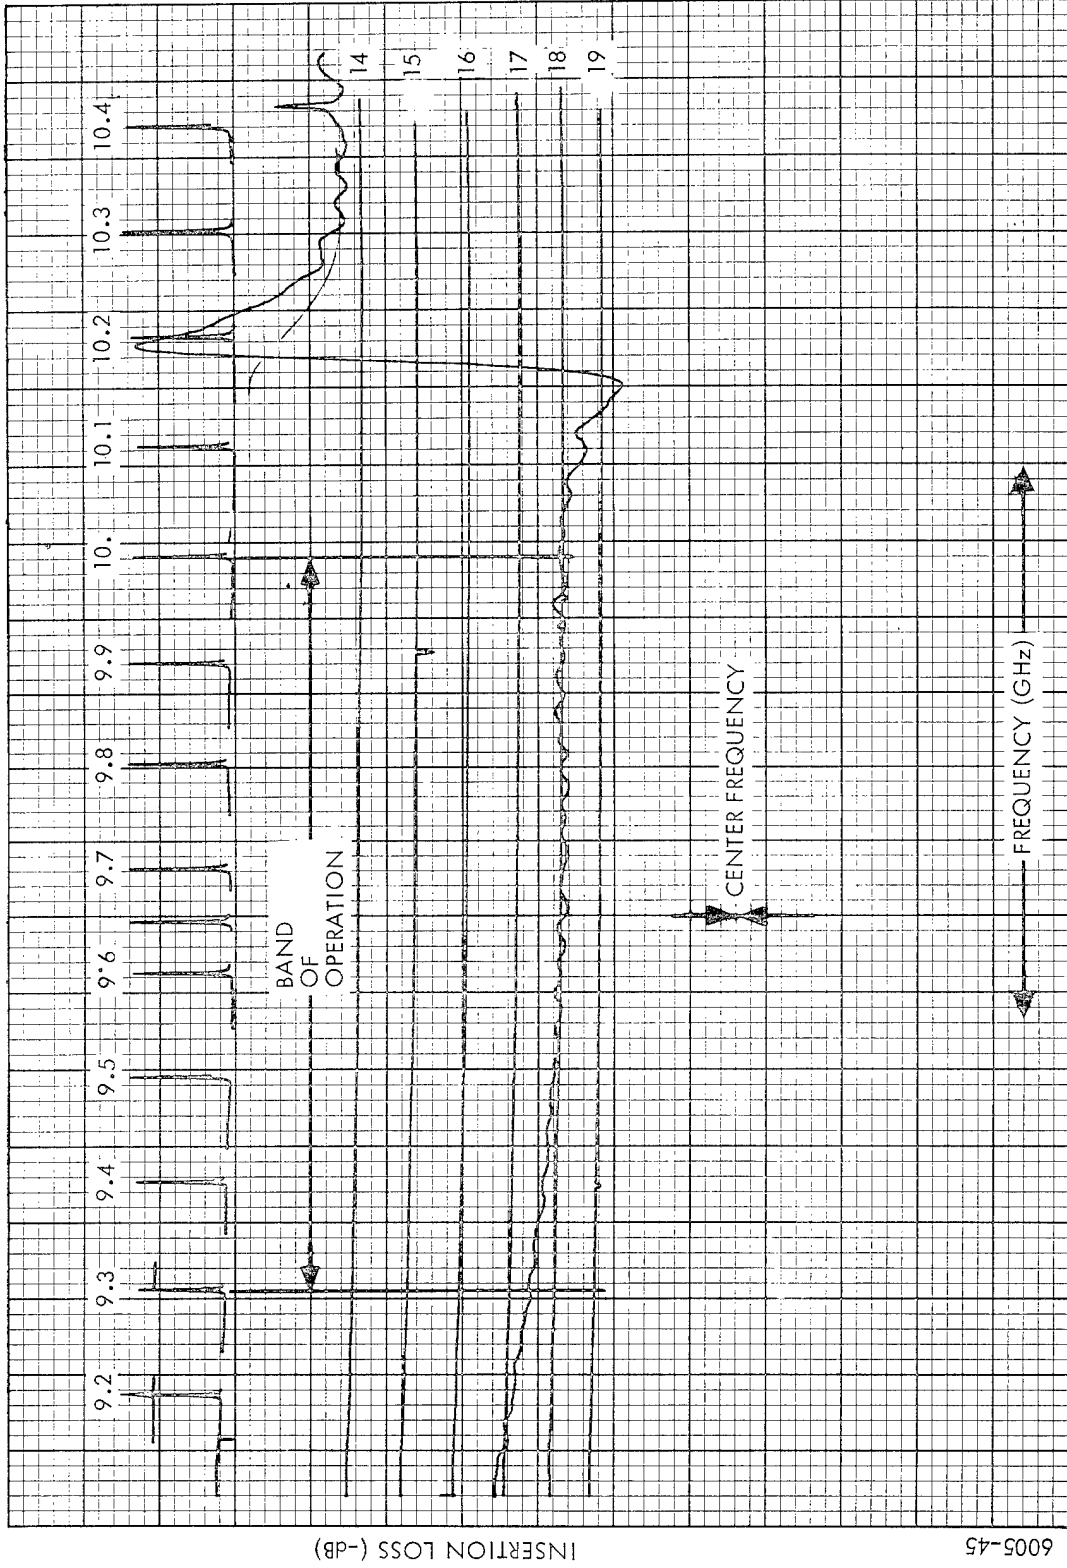 9.2 9.3 9.4 9.5 9.6 9.7 9.8 9.9 10. 10.1 10.2 10.3 10.4
BAND
OF
OPERATION
14
15
16
17
18
19
CENTER FREQUENCY
FREQUENCY (GHz)
INSERTION LOSS (-dB)
6005-45